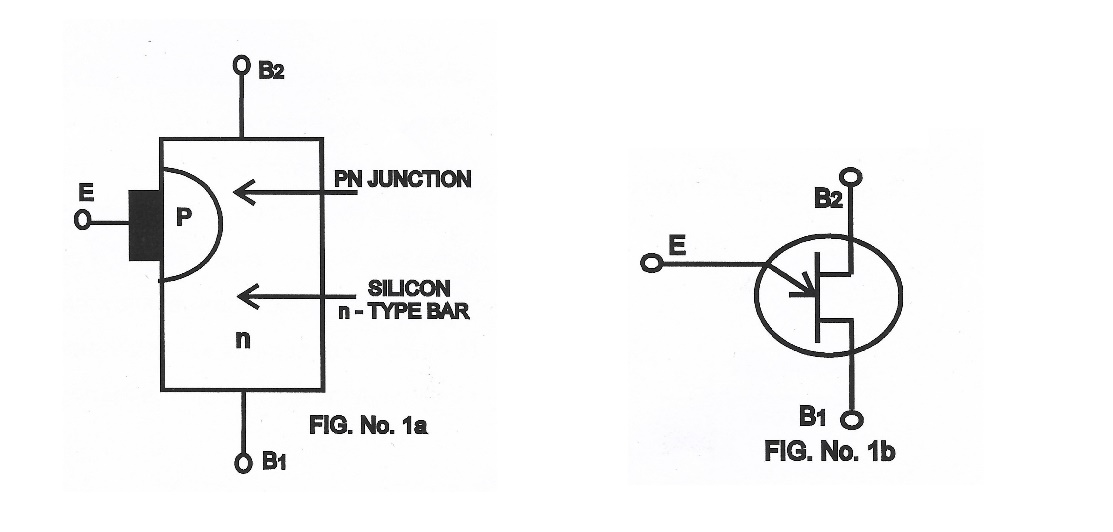 B2
PN JUNCTION
E
P
SILICON
n - TYPE BAR
n
FIG. No. 1a
B1
B2
E
B1
FIG. No. 1b